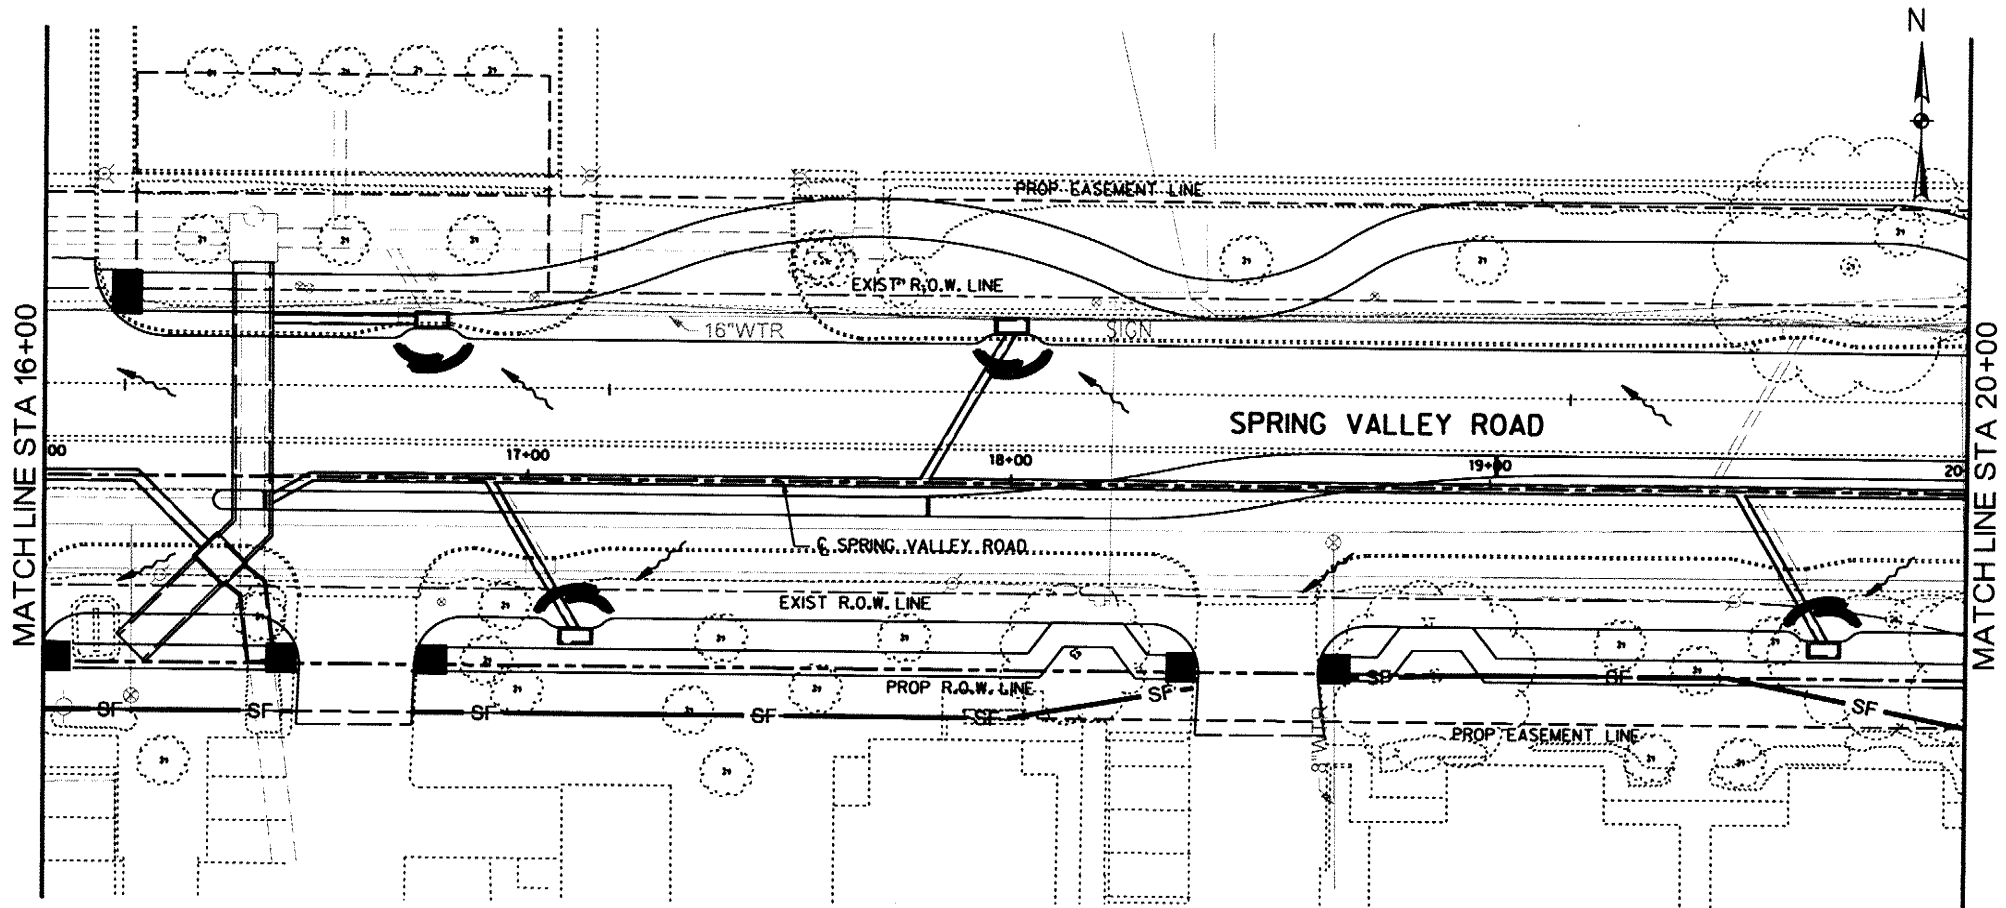 N
PROP EASEMENT LINE
EXIST R.O.W. LINE
16"WTR
SIGN
MATCH LINE STA 16+00
MATCH LINE STA 20+00
SPRING VALLEY ROAD
00
17+00
18+00
19+00
20
℄ SPRING VALLEY ROAD
EXIST R.O.W. LINE
PROP R.O.W. LINE
SF
SF
SF
SF
SF
SF
SF
SF
SF
8"WTR
PROP EASEMENT LINE